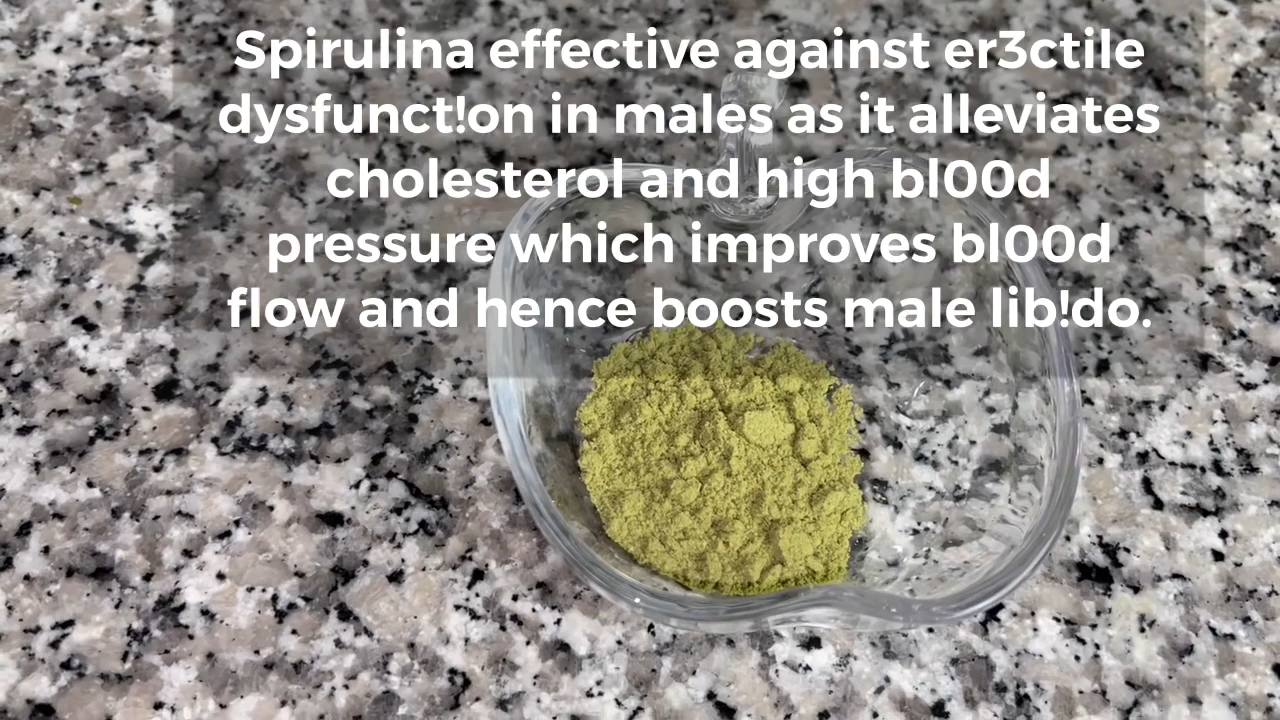 Spirulina effective against er3ctile
dysfunct!on in males as it alleviates
cholesterol and high bl00d
pressure which improves bl00d
flow and hence boosts male lib!do.